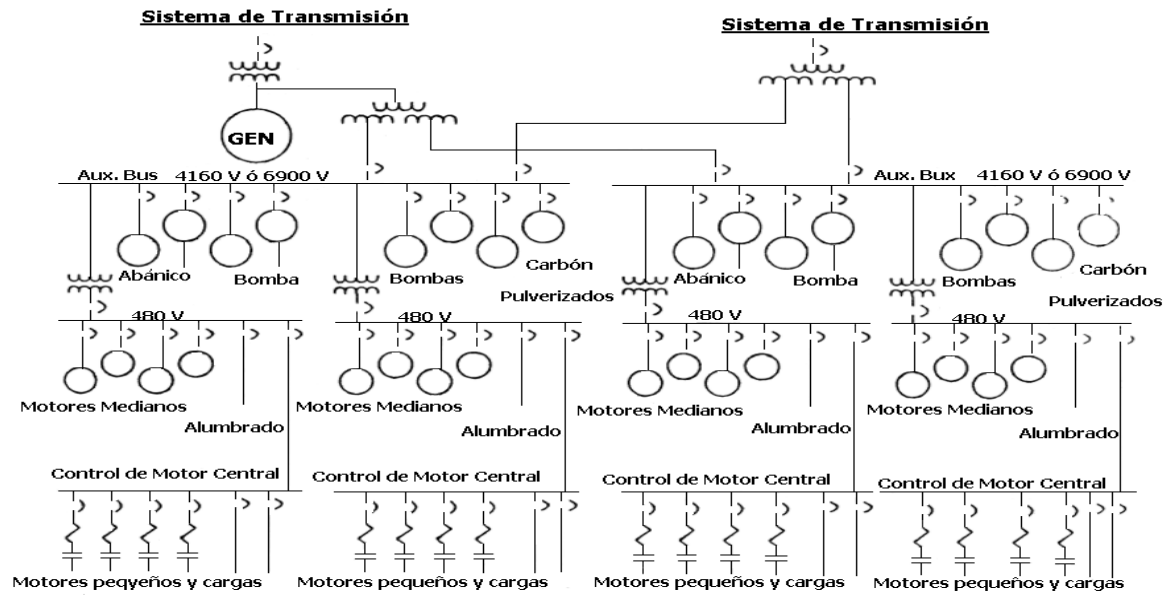 Sistema de Transmisión
Sistema de Transmisión
GEN
Aux. Bus 4160 V ó 6900 V
Aux. Bux 4160 V ó 6900 V
Abánico
Bomba
Bombas
Carbón
Pulverizados
Abánico
Bomba
Bombas
Carbón
Pulverizados
480 V
480 V
480 V
480 V
Motores Medianos
Motores Medianos
Motores Medianos
Motores Medianos
Alumbrado
Alumbrado
Alumbrado
Alumbrado
Control de Motor Central
Control de Motor Central
Control de Motor Central
Control de Motor Central
Motores peqyeños y cargas
Motores pequeños y cargas
Motores pequeños y cargas
Motores pequeños y cargas